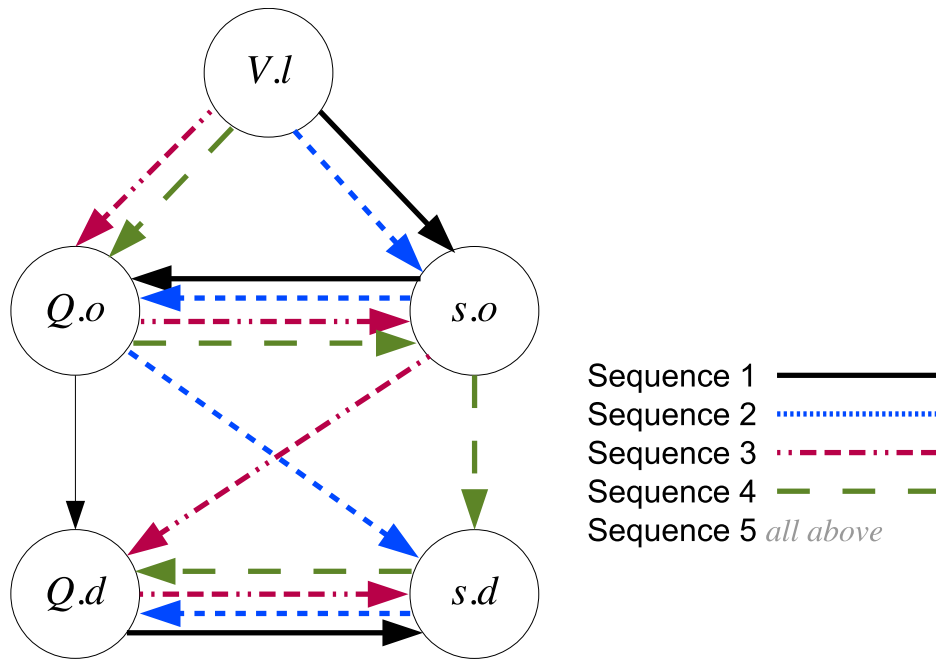 V.l
Q.o
s.o
Q.d
s.d
Sequence 1
Sequence 2
Sequence 3
Sequence 4
Sequence 5 all above